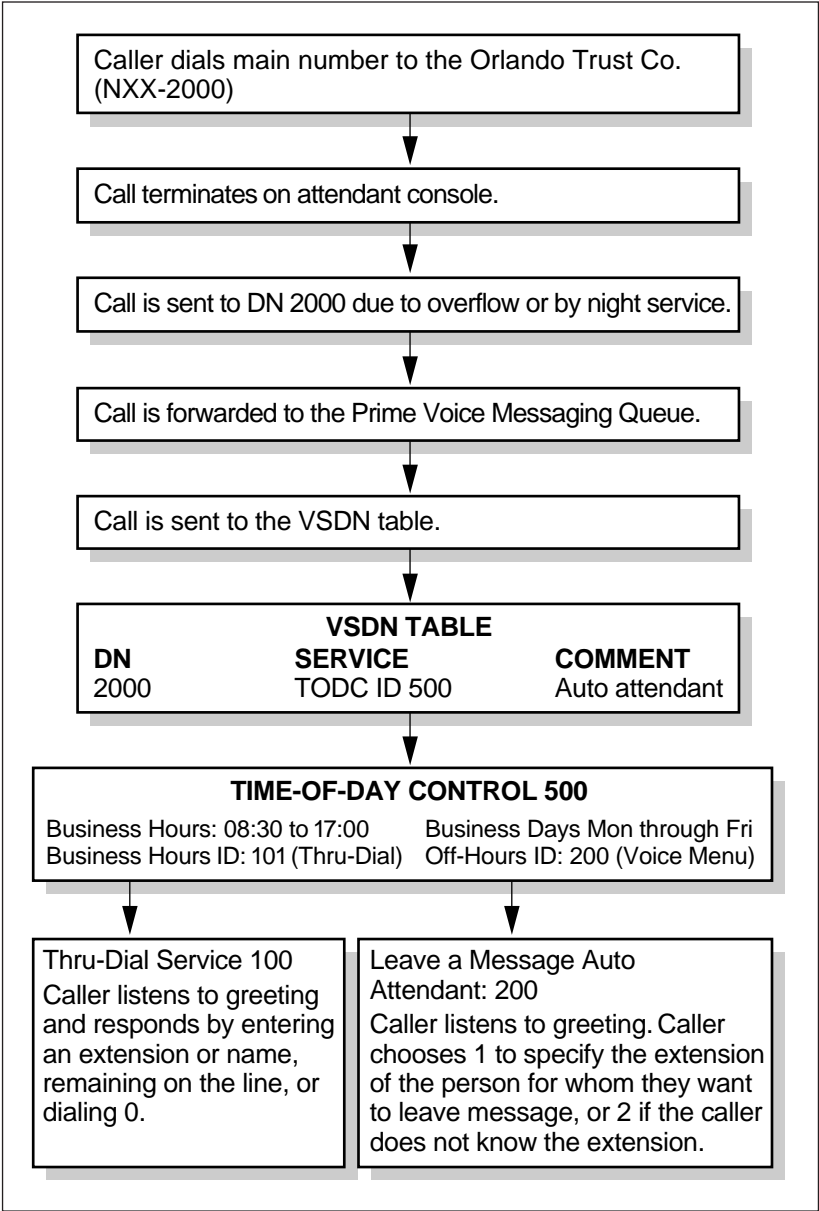 Caller dials main number to the Orlando Trust Co.
(NXX-2000)
Call terminates on attendant console.
Call is sent to DN 2000 due to overflow or by night service.
Call is forwarded to the Prime Voice Messaging Queue.
Call is sent to the VSDN table.
VSDN TABLE
DN SERVICE COMMENT
2000 TODC ID 500 Auto attendant
TIME-OF-DAY CONTROL 500
Business Hours: 08:30 to 17:00 Business Days Mon through Fri
Business Hours ID: 101 (Thru-Dial) Off-Hours ID: 200 (Voice Menu)
Thru-Dial Service 100
Caller listens to greeting
and responds by entering
an extension or name,
remaining on the line, or
dialing 0.
Leave a Message Auto
Attendant: 200
Caller listens to greeting. Caller
chooses 1 to specify the extension
of the person for whom they want
to leave message, or 2 if the caller
does not know the extension.